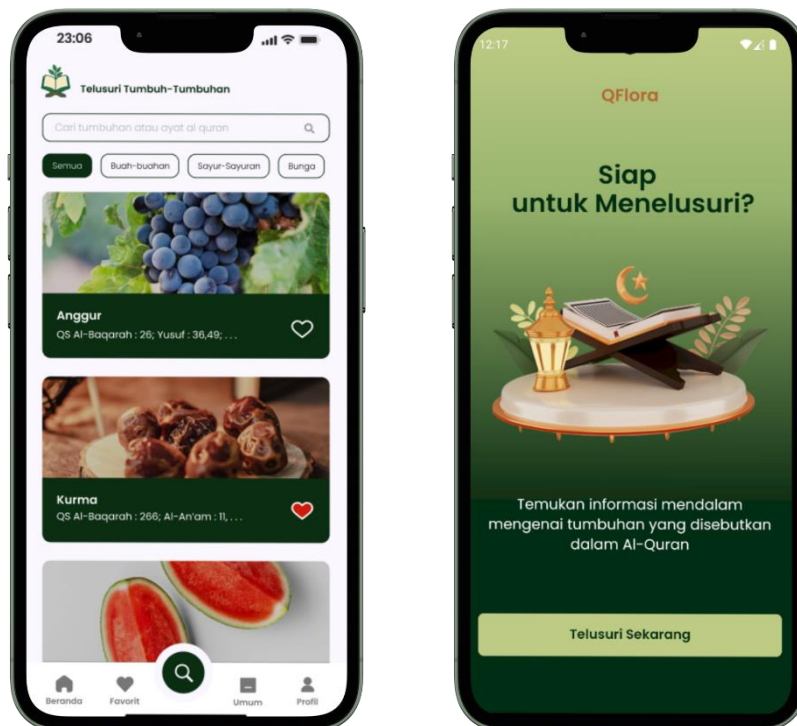 23:06
Telusuri Tumbuh-Tumbuhan
Cari tumbuhan atau ayat al quran
Semua
Buah-buahan
Sayur-Sayuran
Bunga
Anggur
QS Al-Baqarah : 26; Yusuf : 36,49; . . .
Kurma
QS Al-Baqarah : 266; Al-An'am : 11, . . .
Beranda
Favorit
Umum
Profil
12:17
QFlora
Siap
untuk Menelusuri?
Temukan informasi mendalam
mengenai tumbuhan yang disebutkan
dalam Al-Quran
Telusuri Sekarang